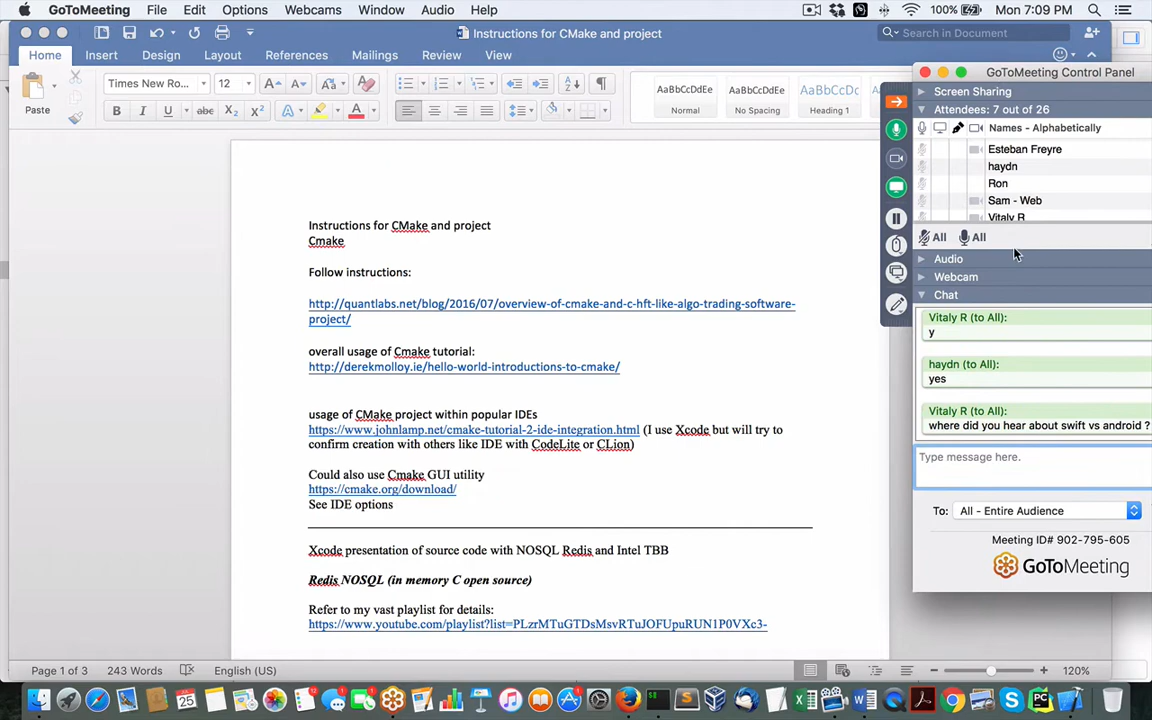 GoToMeeting File Options Webcams Window Audio Help 100% Mon 7:09 PM
Instructions for CMake and project
Search in Document
Home Insert Design Layout References Mailings Review View
Paste
Times New Ro... 12
B I U abc X₂ X²
AaBbCcDdEe AaBbCcDdEe AaBbCcDc
Normal No Spacing Heading 1
Instructions for CMake and project
Cmake
Follow instructions:
http://quantlabs.net/blog/2016/07/overview-of-cmake-and-c-hft-like-algo-trading-software-
project/
overall usage of Cmake tutorial:
http://derekmolloy.ie/hello-world-introductions-to-cmake/
usage of CMake project within popular IDEs
https://www.johnlamp.net/cmake-tutorial-2-ide-integration.html (I use Xcode but will try to
confirm creation with others like IDE with CodeLite or CLion)
Could also use Cmake GUI utility
https://cmake.org/download/
See IDE options
Xcode presentation of source code with NOSQL Redis and Intel TBB
Redis NOSQL (in memory C open source)
Refer to my vast playlist for details:
https://www.youtube.com/playlist?list=PLzrMTuGTDsMsvRTuJOFUpuRUN1P0VXc3-
Page 1 of 3 243 Words English (US) 120%
GoToMeeting Control Panel
Screen Sharing
Attendees: 7 out of 26
Names - Alphabetically
Esteban Freyre
haydn
Ron
Sam - Web
Vitaly R
All All
Audio
Webcam
Chat
Vitaly R (to All):
y
haydn (to All):
yes
Vitaly R (to All):
where did you hear about swift vs android ?
Type message here.
To: All - Entire Audience
Meeting ID# 902-795-605
GoToMeeting